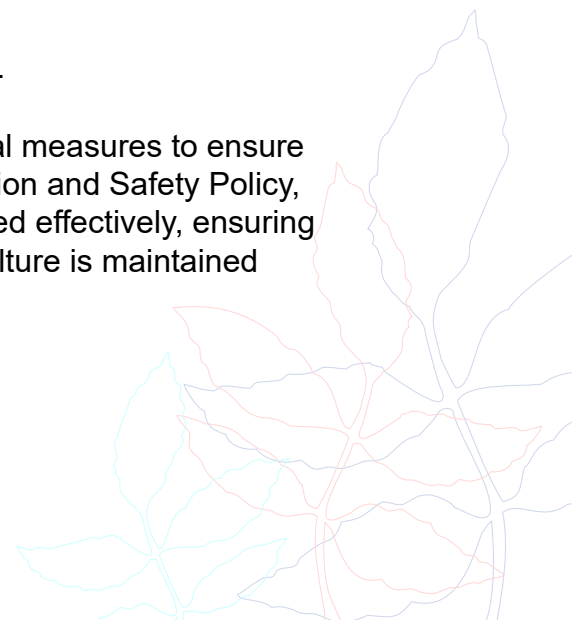 al measures to ensure
ion and Safety Policy,
ed effectively, ensuring
lture is maintained